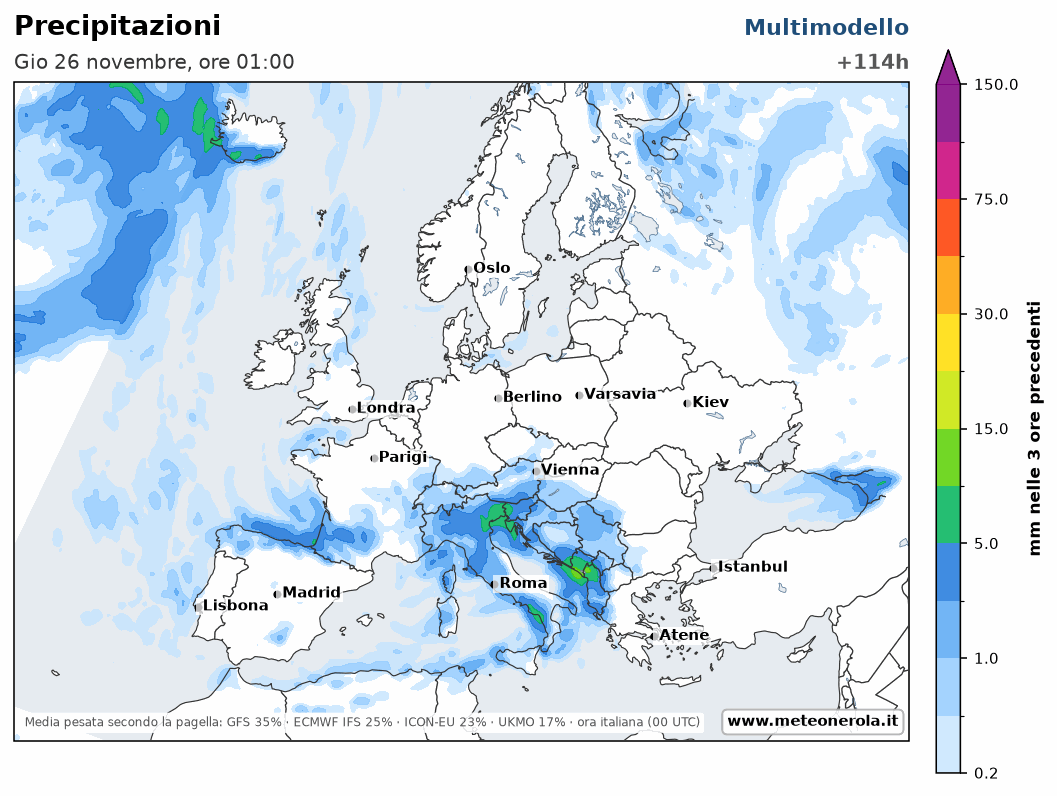 Precipitazioni
Multimodello
Gio 26 novembre, ore 01:00
+114h
150.0
75.0
30.0
15.0
5.0
1.0
0.2
mm nelle 3 ore precedenti
Oslo
Berlino
Varsavia
Kiev
Londra
Parigi
Vienna
Istanbul
Roma
Madrid
Lisbona
Atene
Media pesata secondo la pagella: GFS 35% · ECMWF IFS 25% · ICON-EU 23% · UKMO 17% · ora italiana (00 UTC)
www.meteonerola.it